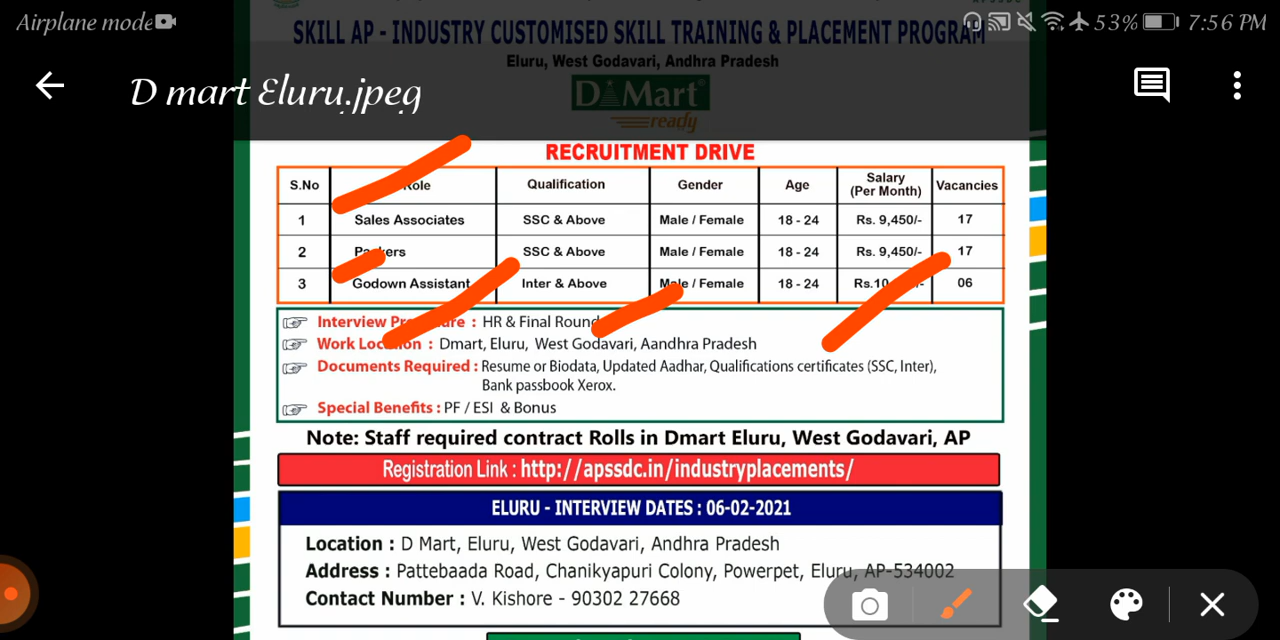 Airplane mode 53% 7:56 PM
SKILL AP - INDUSTRY CUSTOMISED SKILL TRAINING & PLACEMENT PROGRAM
Eluru, West Godavari, Andhra Pradesh
D mart Eluru.jpeg
D Mart
ready
RECRUITMENT DRIVE
S.No Role Qualification Gender Age Salary (Per Month) Vacancies
1 Sales Associates SSC & Above Male / Female 18 - 24 Rs. 9,450/- 17
2 Packers SSC & Above Male / Female 18 - 24 Rs. 9,450/- 17
3 Godown Assistant Inter & Above Male / Female 18 - 24 06
Interview Procedure : HR & Final Round
Work Location : Dmart, Eluru, West Godavari, Aandhra Pradesh
Documents Required : Resume or Biodata, Updated Aadhar, Qualifications certificates (SSC, Inter),
Bank passbook Xerox.
Special Benefits : PF / ESI & Bonus
Note: Staff required contract Rolls in Dmart Eluru, West Godavari, AP
Registration Link : http://apssdc.in/industryplacements/
ELURU - INTERVIEW DATES : 06-02-2021
Location : D Mart, Eluru, West Godavari, Andhra Pradesh
Address : Pattebaada Road, Chanikyapuri Colony, Powerpet, Eluru, AP-534002
Contact Number : V. Kishore - 90302 27668